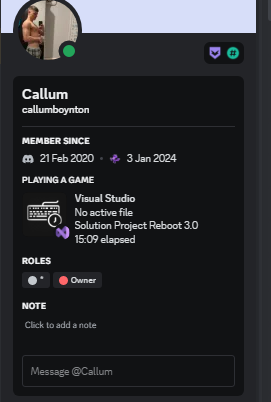 Callum
callumboynton
MEMBER SINCE
21 Feb 2020 • 3 Jan 2024
PLAYING A GAME
Visual Studio
No active file
Solution Project Reboot 3.0
15:09 elapsed
ROLES
* Owner
NOTE
Click to add a note
Message @Callum